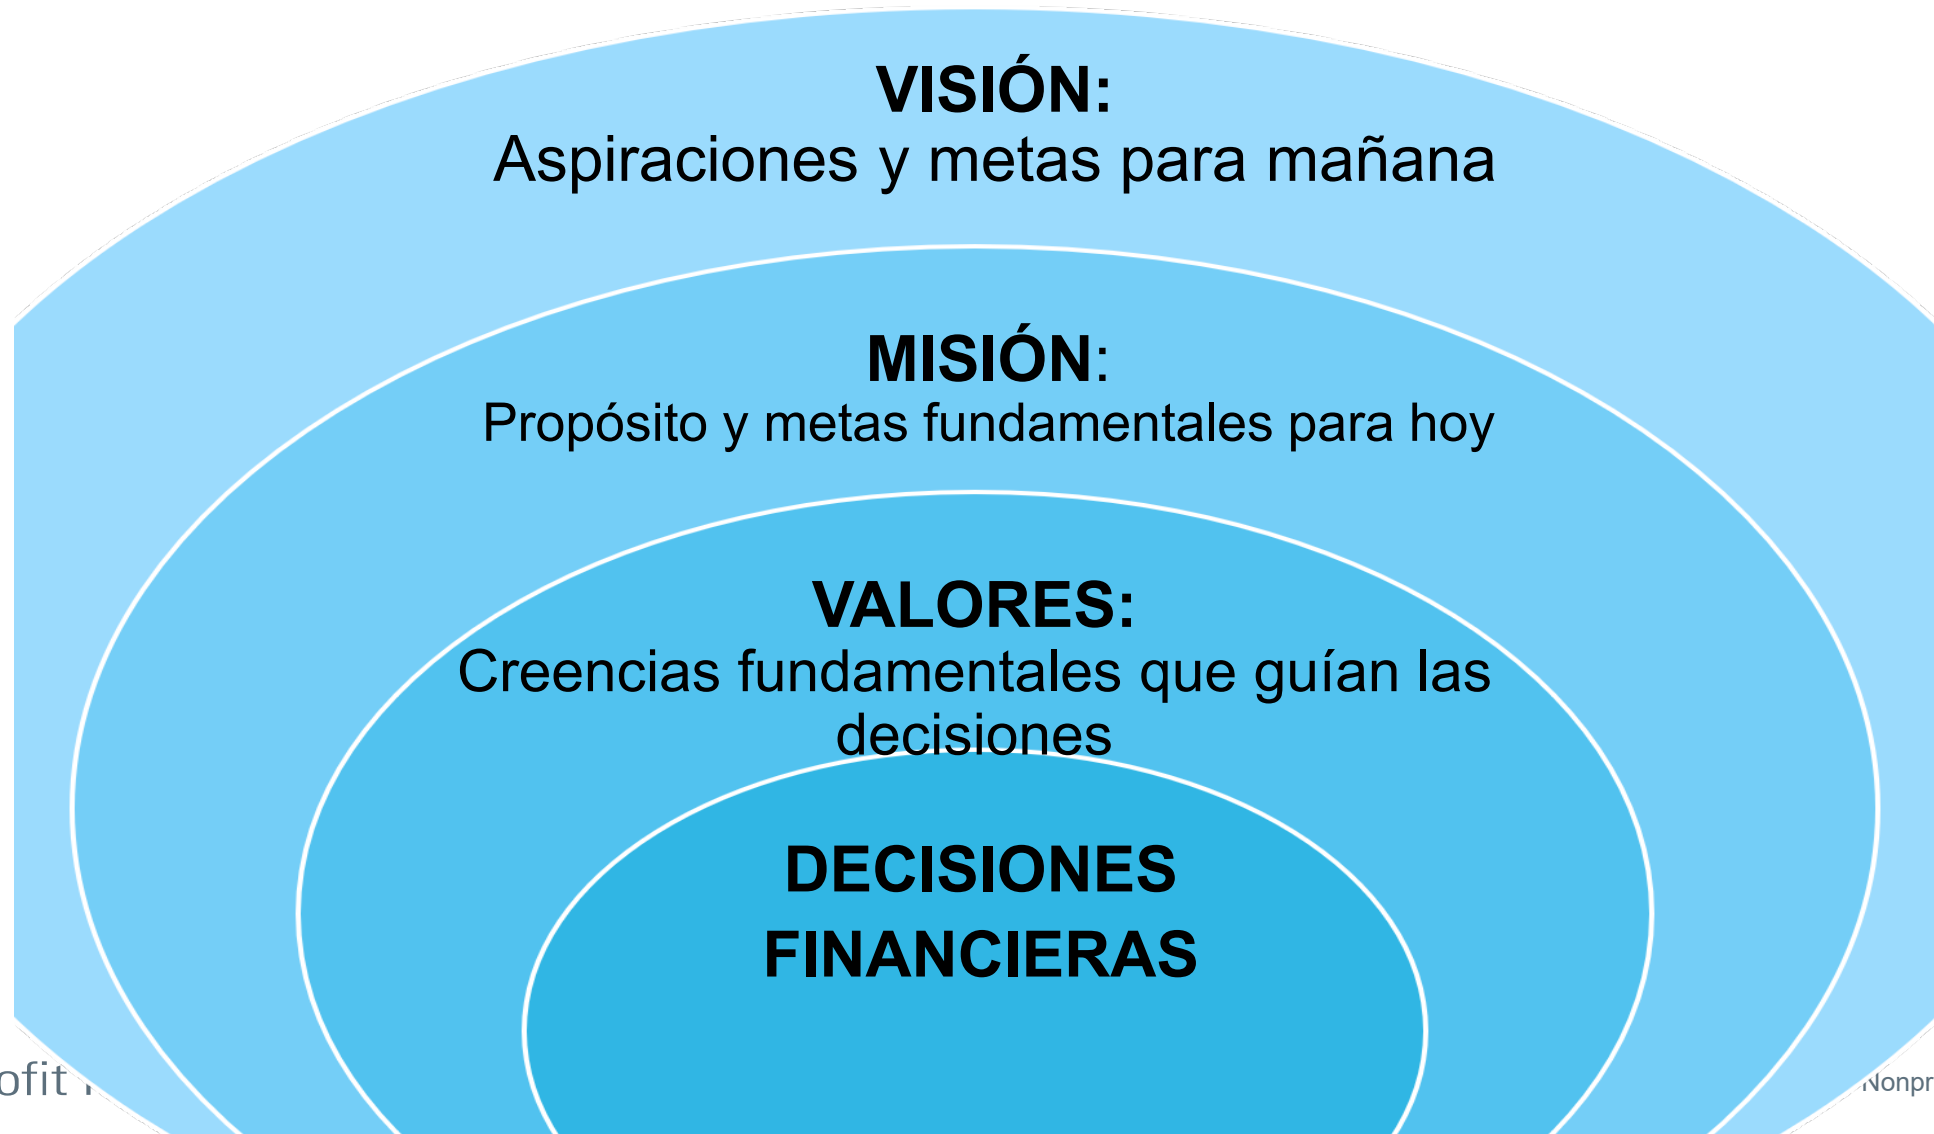 VISIÓN:
Aspiraciones y metas para mañana
MISIÓN:
Propósito y metas fundamentales para hoy
VALORES:
Creencias fundamentales que guían las
decisiones
DECISIONES
FINANCIERAS